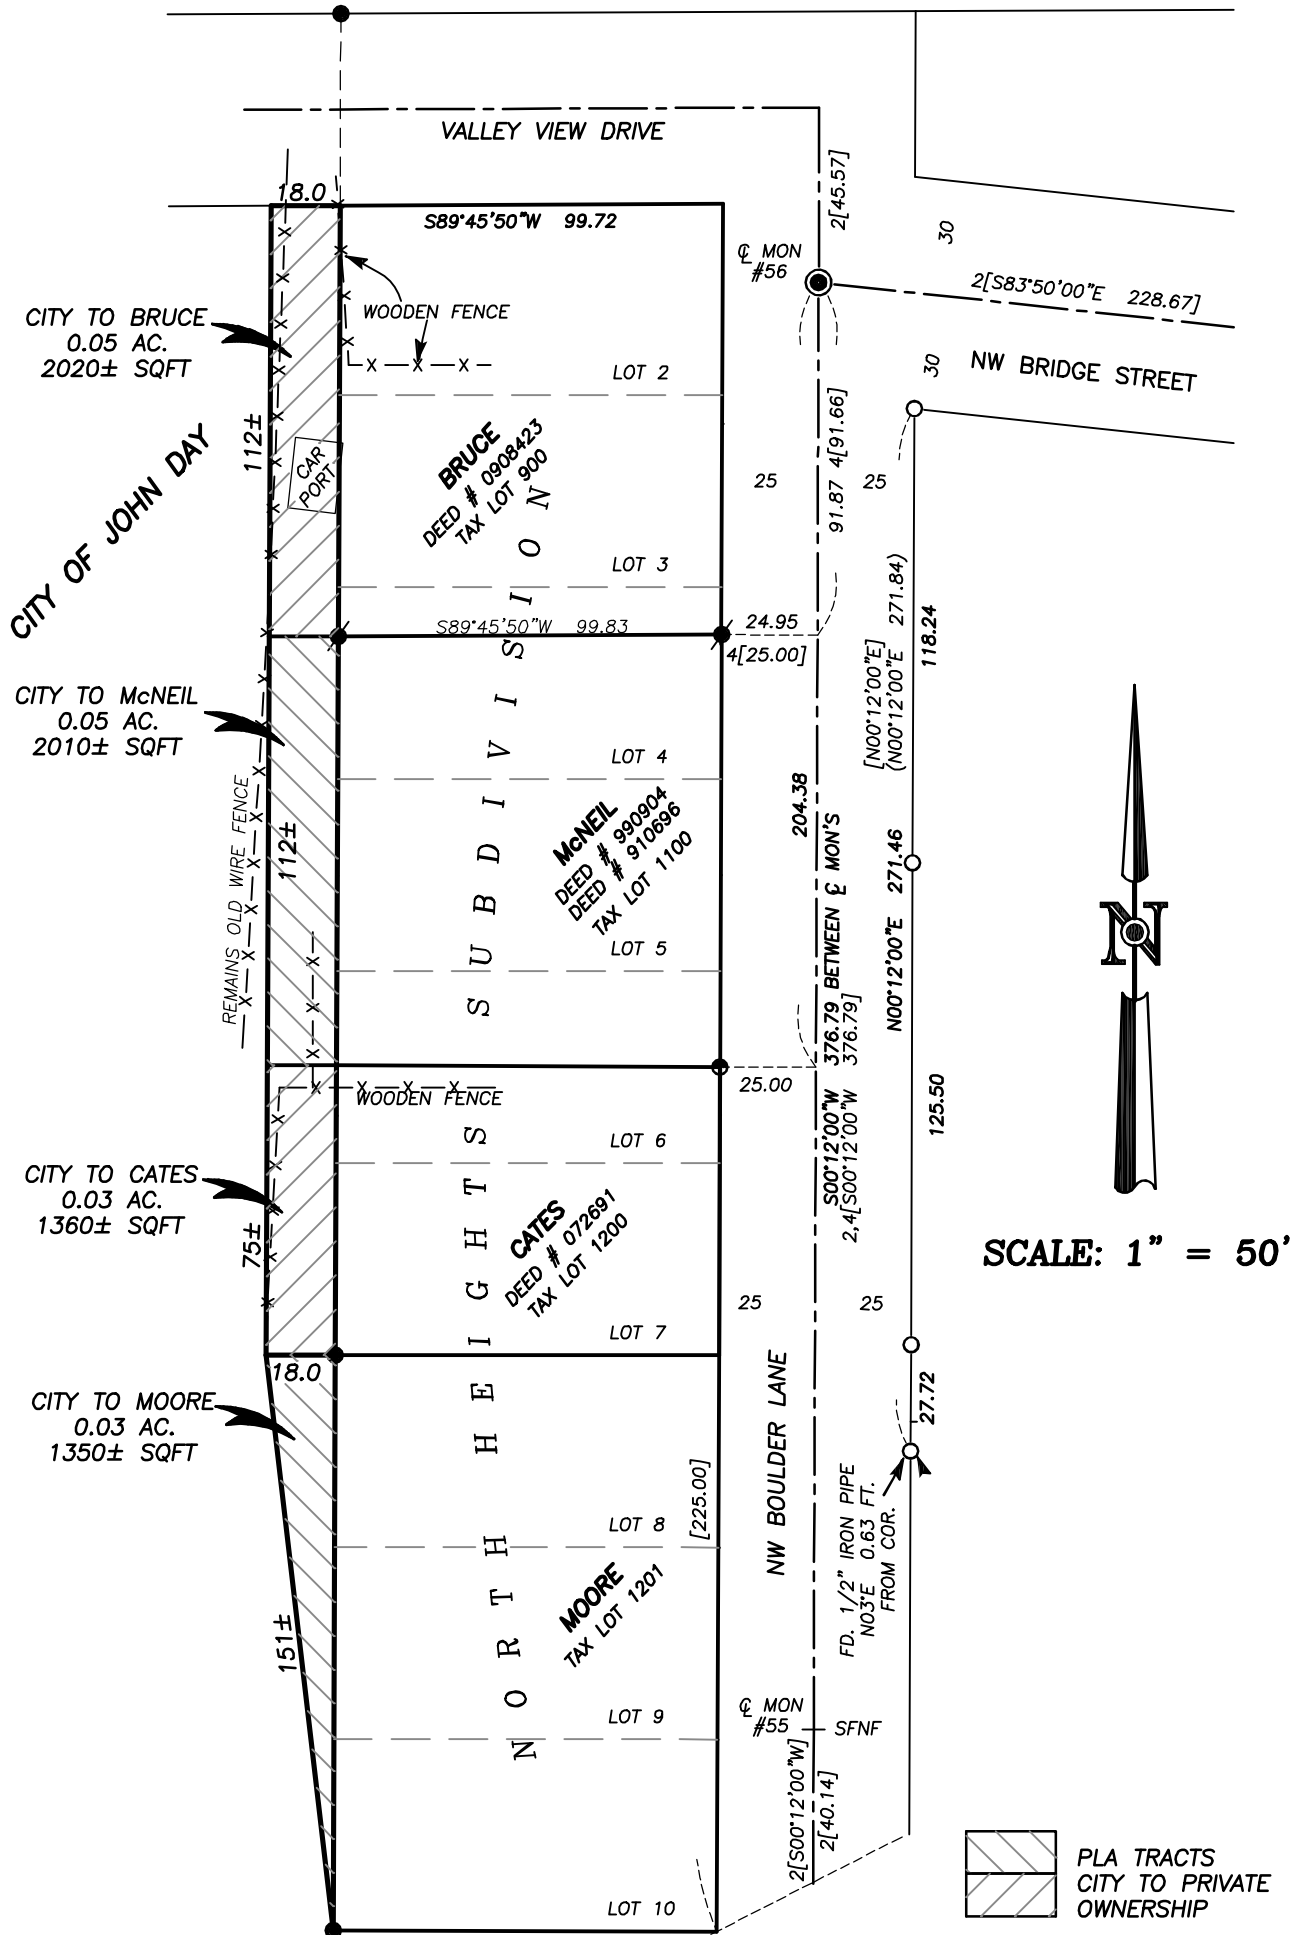 VALLEY VIEW DRIVE
2[45.57]
18.0
S89°45'50"W 99.72
30
℄ MON
#56
2[S83°50'00"E 228.67]
WOODEN FENCE
CITY TO BRUCE
0.05 AC.
2020± SQFT
NW BRIDGE STREET
30
LOT 2
112±
CITY OF JOHN DAY
CAR
PORT
BRUCE
DEED # 0908423
TAX LOT 900
91.87 4[91.66]
25
25
LOT 3
S89°45'50"W 99.83
24.95
4[25.00]
[N00°12'00"E]
(N00°12'00"E 271.84)
118.24
CITY TO McNEIL
0.05 AC.
2010± SQFT
LOT 4
204.38
REMAINS OLD WIRE FENCE
112±
McNEIL
DEED # 990904
DEED # 910696
TAX LOT 1100
LOT 5
N00°12'00"E 271.46
S00°12'00"W 376.79 BETWEEN ℄ MON'S
2,4[S00°12'00"W 376.79]
N
25.00
WOODEN FENCE
125.50
LOT 6
CITY TO CATES
0.03 AC.
1360± SQFT
75±
CATES
DEED # 072691
TAX LOT 1200
SCALE: 1" = 50'
25
25
LOT 7
18.0
CITY TO MOORE
0.03 AC.
1350± SQFT
NW BOULDER LANE
27.72
[225.00]
FD. 1/2" IRON PIPE
N03°E 0.63 FT.
FROM COR.
LOT 8
151±
MOORE
TAX LOT 1201
NORTH HEIGHTS SUBDIVISION
LOT 9
℄ MON
#55
SFNF
2[S00°12'00"W]
2[40.14]
LOT 10
PLA TRACTS
CITY TO PRIVATE
OWNERSHIP